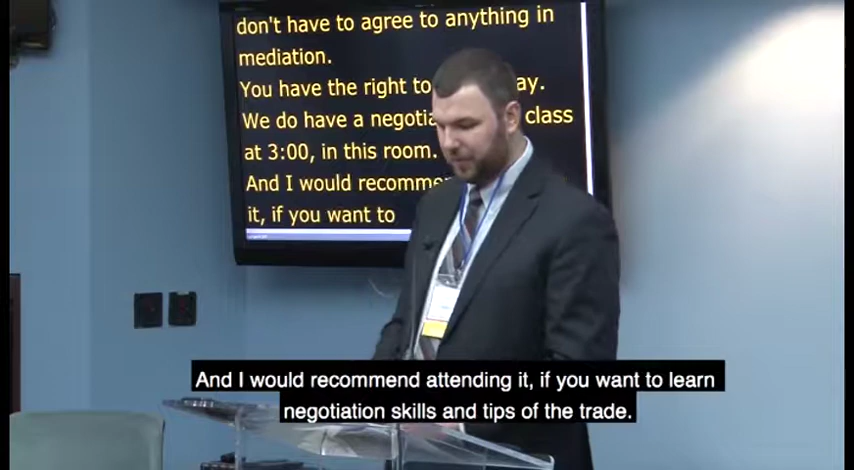 don't have to agree to anything in
mediation.
You have the right to ay.
We do have a negotia class
at 3:00, in this room.
And I would recomme
it, if you want to
And I would recommend attending it, if you want to learn
negotiation skills and tips of the trade.